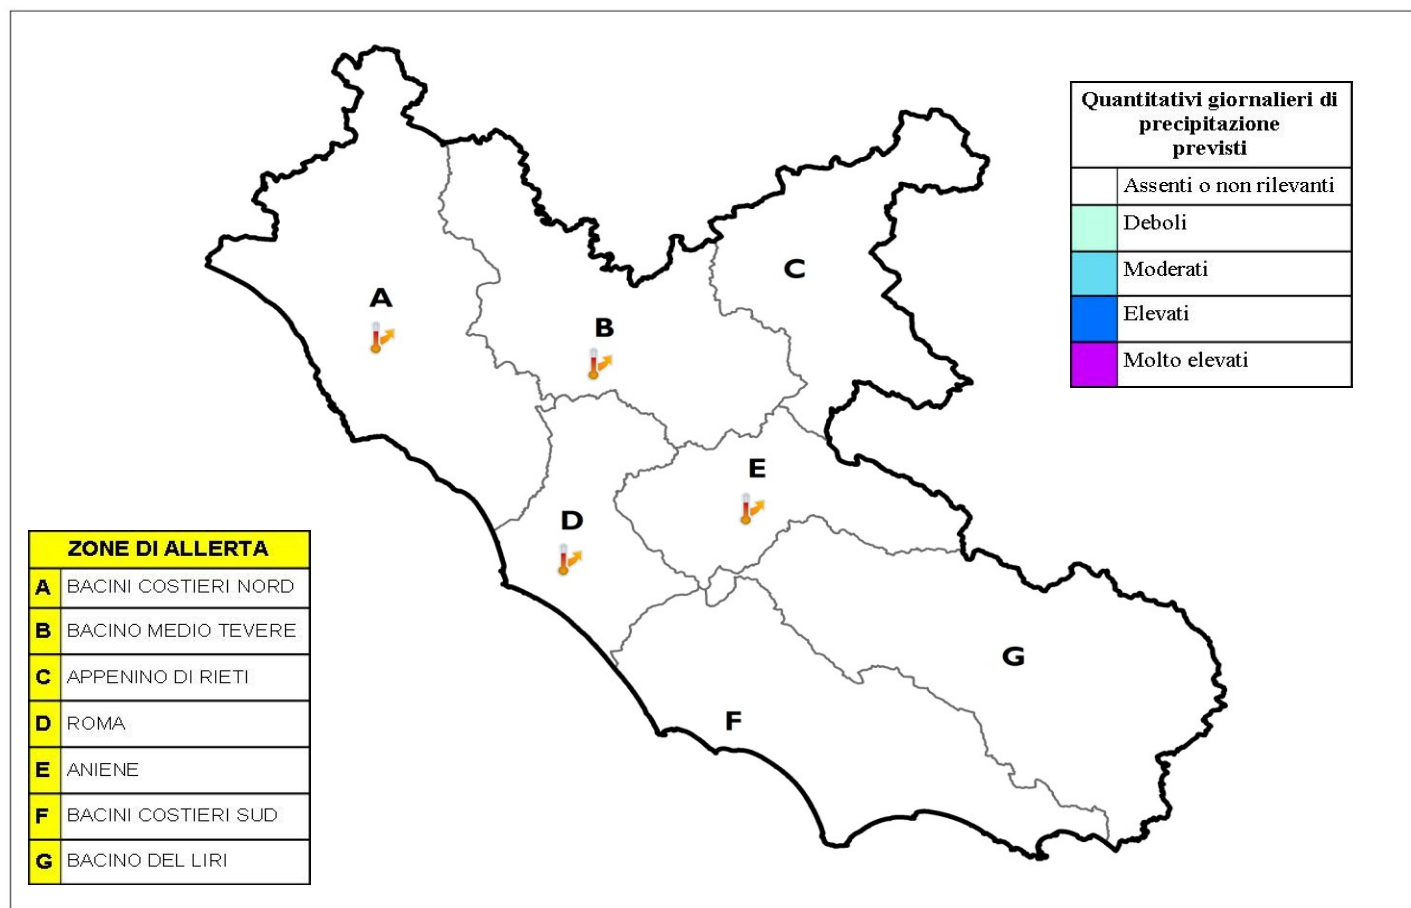 Quantitativi giornalieri di
precipitazione
previsti
Assenti o non rilevanti
Deboli
Moderati
Elevati
Molto elevati
A
B
C
D
E
F
G
ZONE DI ALLERTA
A BACINI COSTIERI NORD
B BACINO MEDIO TEVERE
C APPENINO DI RIETI
D ROMA
E ANIENE
F BACINI COSTIERI SUD
G BACINO DEL LIRI